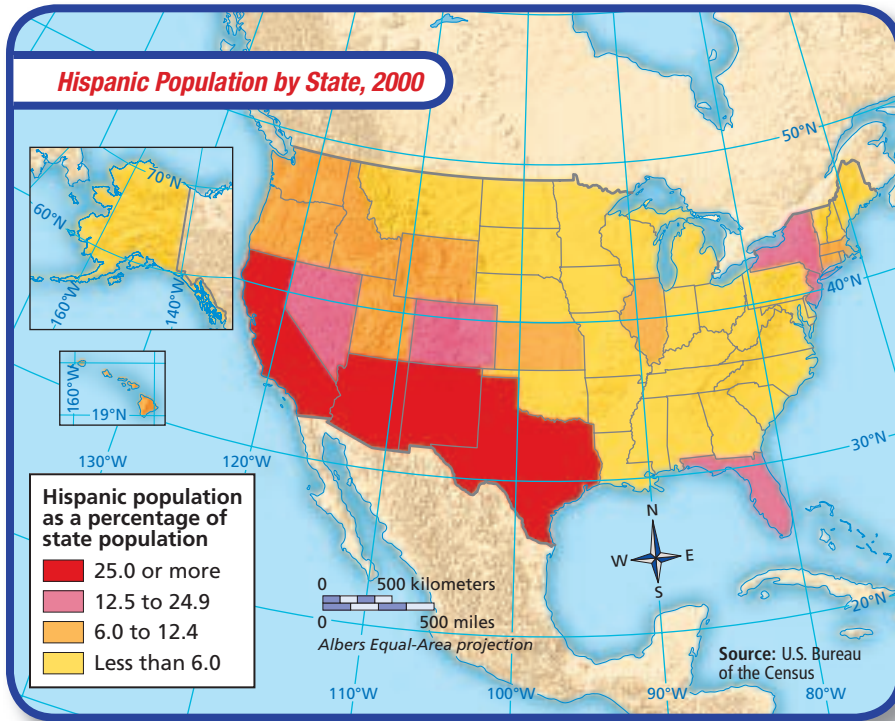 Hispanic Population by State, 2000
50°N
70°N
60°N
160°W
140°W
40°N
160°W
19°N
30°N
130°W
120°W
Hispanic population
as a percentage of
state population
25.0 or more
12.5 to 24.9
6.0 to 12.4
Less than 6.0
N
W
E
S
0 500 kilometers
0 500 miles
Albers Equal-Area projection
20°N
Source: U.S. Bureau
of the Census
110°W
100°W
90°W
80°W